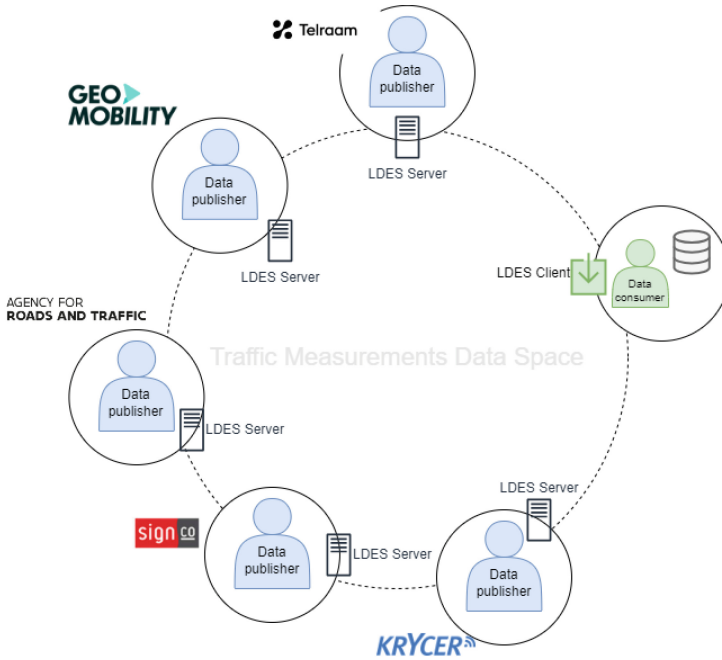 Telraam
Data
publisher
LDES Server
GEO
MOBILITY
Data
publisher
LDES Server
LDES Client
Data
consumer
AGENCY FOR
ROADS AND TRAFFIC
Data
publisher
LDES Server
Traffic Measurements Data Space
sign co
Data
publisher
LDES Server
LDES Server
Data
publisher
KRYCER